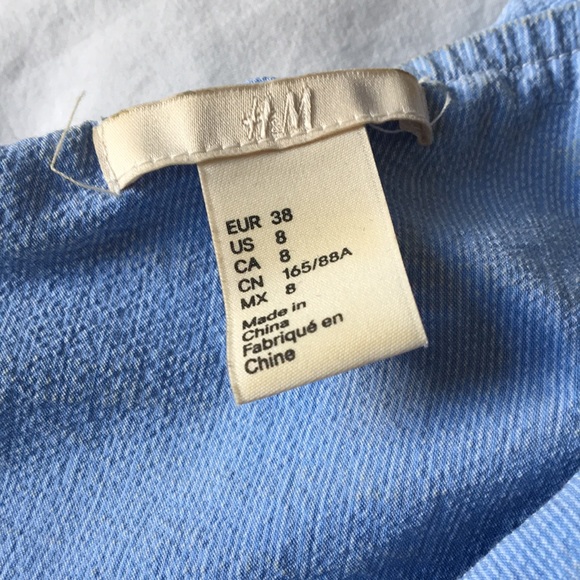 H&M
EUR 38
US 8
CA 8
CN 165/88A
MX 8
Made in
China
Fabriqué en
Chine